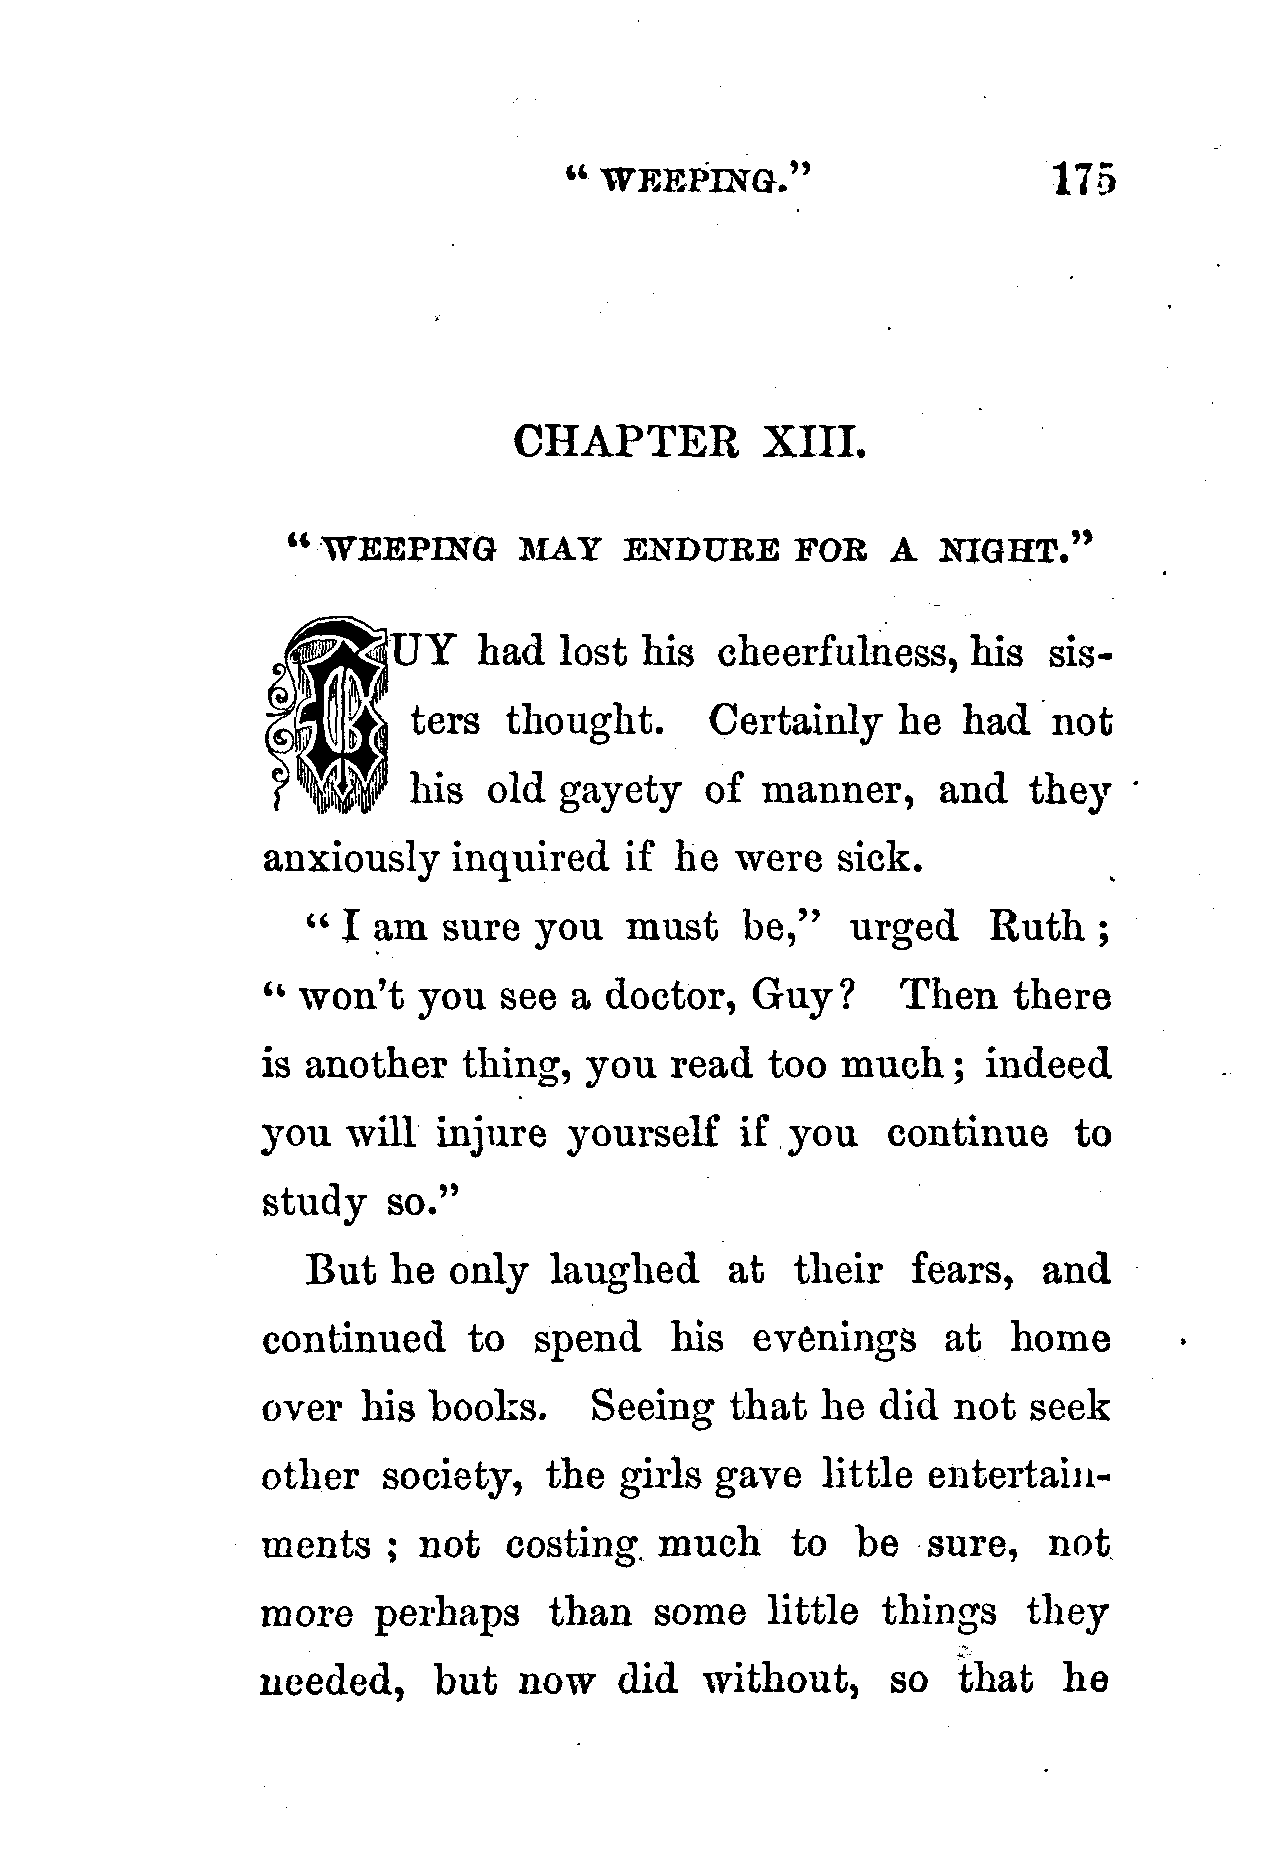 “ WEEPING.” 175
CHAPTER XIII.
“ WEEPING MAY ENDURE FOR A NIGHT.”
GUY had lost his cheerfulness, his sis-
ters thought. Certainly he had not
his old gayety of manner, and they
anxiously inquired if he were sick.
“ I am sure you must be,” urged Ruth ;
“ won’t you see a doctor, Guy? Then there
is another thing, you read too much ; indeed
you will injure yourself if you continue to
study so.”
But he only laughed at their fears, and
continued to spend his evenings at home
over his books. Seeing that he did not seek
other society, the girls gave little entertain-
ments ; not costing much to be sure, not
more perhaps than some little things they
needed, but now did without, so that he